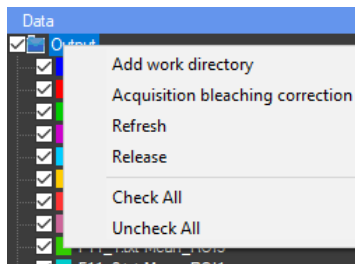 Data
Output
Add work directory
Acquisition bleaching correction
Refresh
Release
Check All
Uncheck All